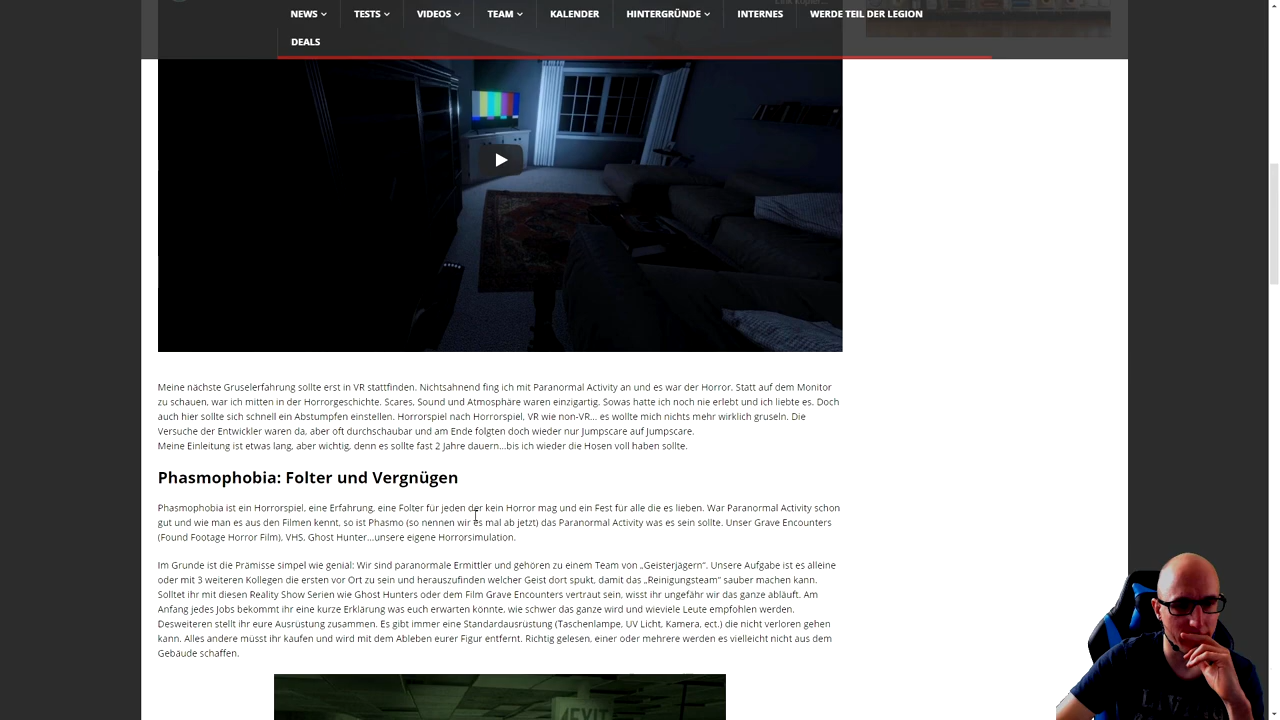 NEWS TESTS VIDEOS TEAM KALENDER HINTERGRÜNDE INTERNES WERDE TEIL DER LEGION
DEALS
Meine nächste Gruselerfahrung sollte erst in VR stattfinden. Nichtsahnend fing ich mit Paranormal Activity an und es war der Horror. Statt auf dem Monitor
zu schauen, war ich mitten in der Horrorgeschichte. Scares, Sound und Atmosphäre waren einzigartig. Sowas hatte ich noch nie erlebt und ich liebte es. Doch
auch hier sollte sich schnell ein Abstumpfen einstellen. Horrorspiel nach Horrorspiel, VR wie non-VR... es wollte mich nichts mehr wirklich gruseln. Die
Versuche der Entwickler waren da, aber oft durchschaubar und am Ende folgten doch wieder nur Jumpscare auf Jumpscare.
Meine Einleitung ist etwas lang, aber wichtig, denn es sollte fast 2 Jahre dauern...bis ich wieder die Hosen voll haben sollte.
Phasmophobia: Folter und Vergnügen
Phasmophobia ist ein Horrorspiel, eine Erfahrung, eine Folter für jeden der kein Horror mag und ein Fest für alle die es lieben. War Paranormal Activity schon
gut und wie man es aus den Filmen kennt, so ist Phasmo (so nennen wir es mal ab jetzt) das Paranormal Activity was es sein sollte. Unser Grave Encounters
(Found Footage Horror Film), VHS, Ghost Hunter...unsere eigene Horrorsimulation.
Im Grunde ist die Prämisse simpel wie genial: Wir sind paranormale Ermittler und gehören zu einem Team von „Geisterjägern“. Unsere Aufgabe ist es alleine
oder mit 3 weiteren Kollegen die ersten vor Ort zu sein und herauszufinden welcher Geist dort spukt, damit das „Reinigungsteam“ sauber machen kann.
Solltet ihr mit diesen Reality Show Serien wie Ghost Hunters oder dem Film Grave Encounters vertraut sein, wisst ihr ungefähr wir das ganze abläuft. Am
Anfang jedes Jobs bekommt ihr eine kurze Erklärung was euch erwarten könnte, wie schwer das ganze wird und wieviele Leute empfohlen werden.
Desweiteren stellt ihr eure Ausrüstung zusammen. Es gibt immer eine Standardausrüstung (Taschenlampe, UV Licht, Kamera, ect.) die nicht verloren gehen
kann. Alles andere müsst ihr kaufen und wird mit dem Ableben eurer Figur entfernt. Richtig gelesen, einer oder mehrere werden es vielleicht nicht aus dem
Gebäude schaffen.
EXIT